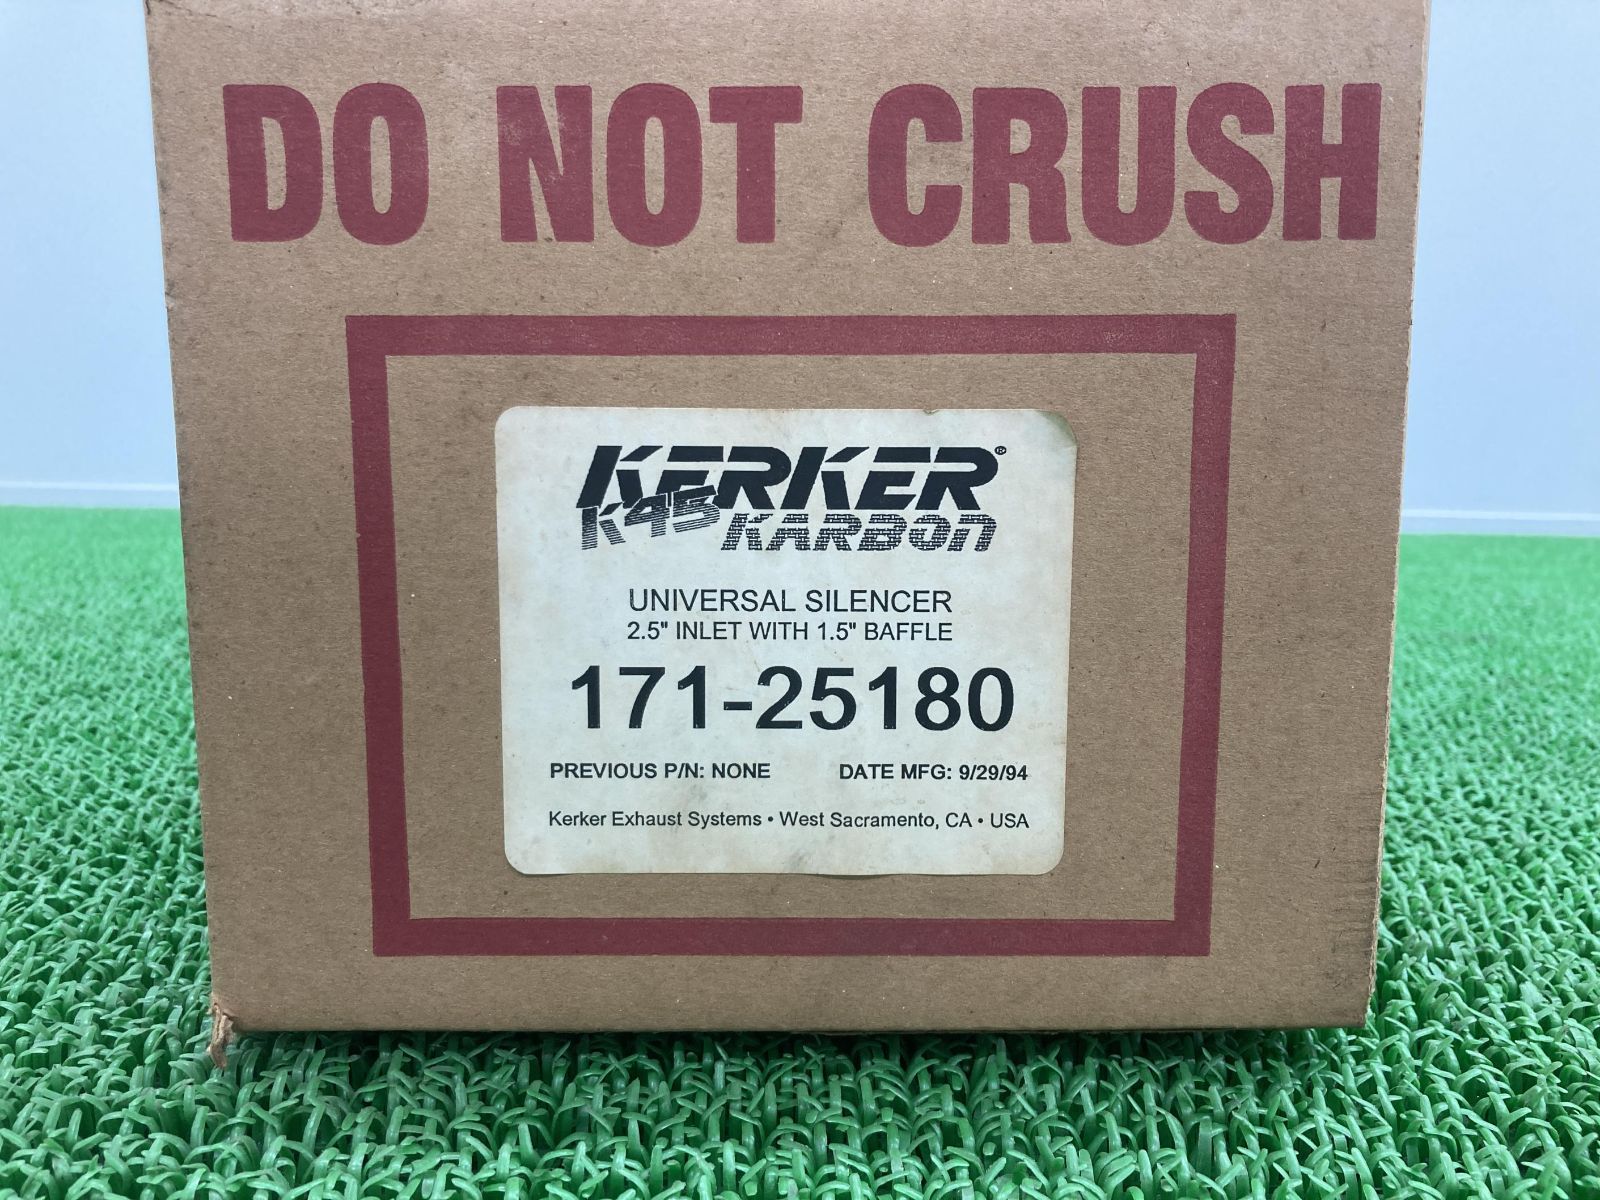 DO NOT CRUSH
KERKER®
K45 KARBON
UNIVERSAL SILENCER
2.5" INLET WITH 1.5" BAFFLE
171-25180
PREVIOUS P/N: NONE DATE MFG: 9/29/94
Kerker Exhaust Systems • West Sacramento, CA • USA